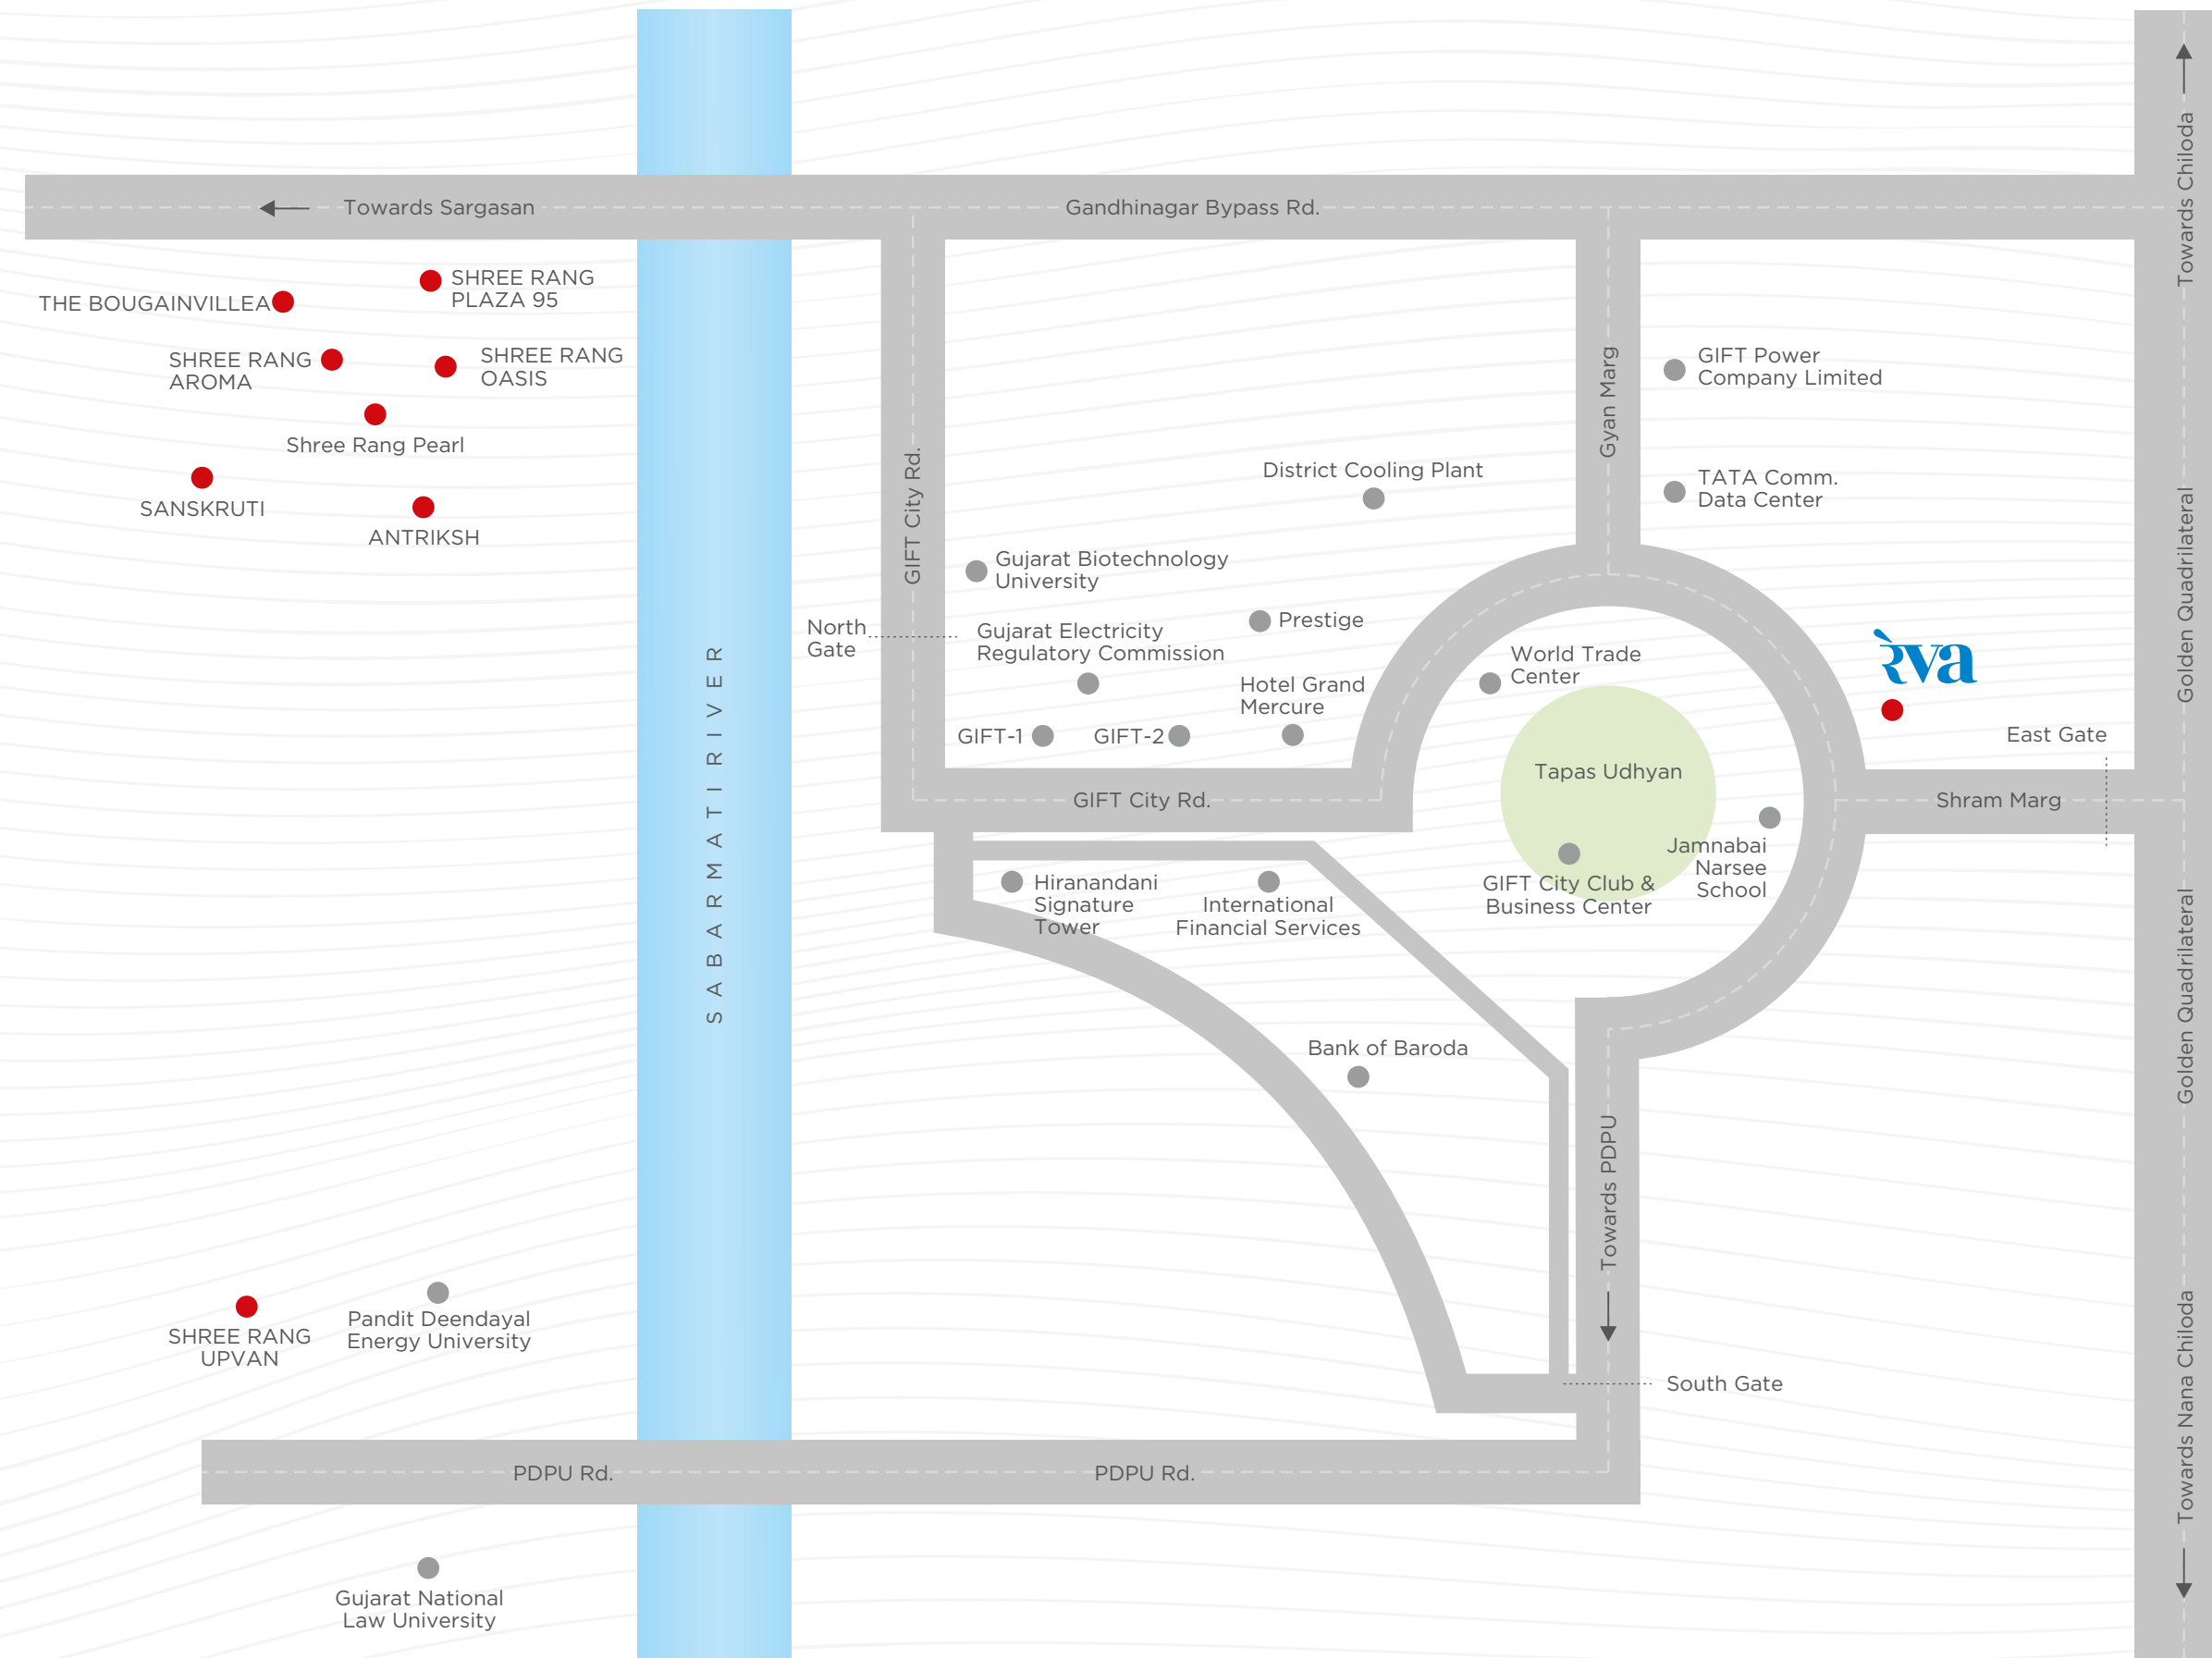 Towards Sargasan
Gandhinagar Bypass Rd.
Towards Chiloda
THE BOUGAINVILLEA
SHREE RANG
PLAZA 95
SHREE RANG
AROMA
SHREE RANG
OASIS
Shree Rang Pearl
SANSKRUTI
ANTRIKSH
GIFT City Rd.
Gyan Marg
GIFT Power
Company Limited
TATA Comm.
Data Center
District Cooling Plant
Golden Quadrilateral
Gujarat Biotechnology
University
North
Gate
Gujarat Electricity
Regulatory Commission
Prestige
Hotel Grand
Mercure
GIFT-1
GIFT-2
World Trade
Center
rva
East Gate
Tapas Udhyan
GIFT City Rd.
Shram Marg
SABARMATI RIVER
Jamnabai
Narsee
School
GIFT City Club &
Business Center
Hiranandani
Signature
Tower
International
Financial Services
Bank of Baroda
Golden Quadrilateral
Towards PDPU
Pandit Deendayal
Energy University
SHREE RANG
UPVAN
South Gate
Towards Nana Chiloda
PDPU Rd.
PDPU Rd.
Gujarat National
Law University